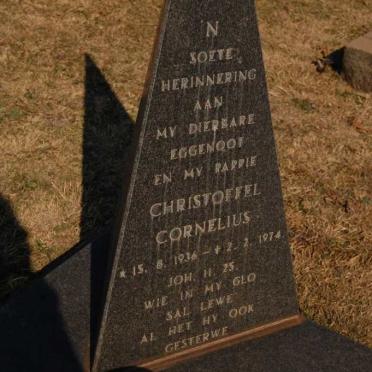 'N
SOETE
HERINNERING
AAN
MY DIERBARE
EGGENOOT
EN MY PAPPIE
CHRISTOFFEL
CORNELIUS
* 15. 8. 1936 – † 2. 2. 1974
JOH. 11. 25.
WIE IN MY GLO
SAL LEWE
AL HET HY OOK
GESTERWE